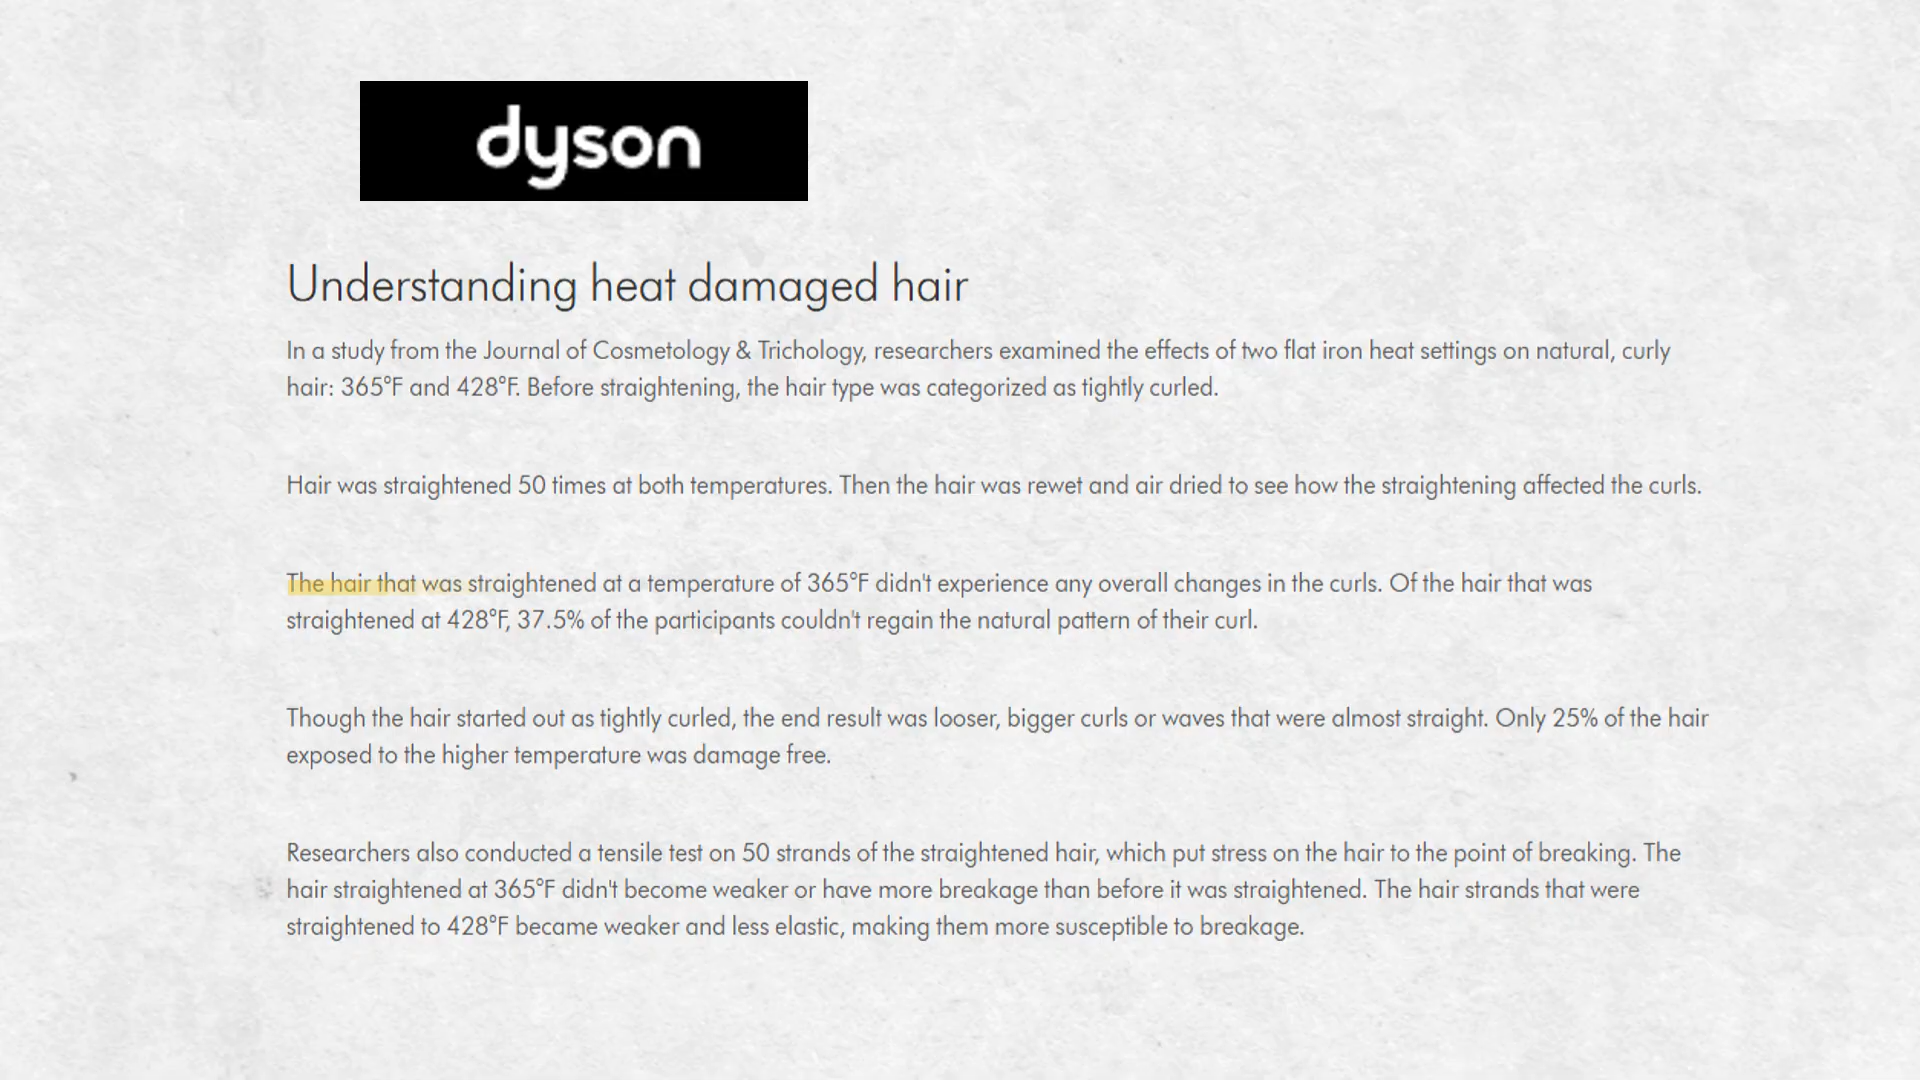 dyson
Understanding heat damaged hair
In a study from the Journal of Cosmetology & Trichology, researchers examined the effects of two flat iron heat settings on natural, curly
hair: 365°F and 428°F. Before straightening, the hair type was categorized as tightly curled.
Hair was straightened 50 times at both temperatures. Then the hair was rewet and air dried to see how the straightening affected the curls.
The hair that was straightened at a temperature of 365°F didn't experience any overall changes in the curls. Of the hair that was
straightened at 428°F, 37.5% of the participants couldn't regain the natural pattern of their curl.
Though the hair started out as tightly curled, the end result was looser, bigger curls or waves that were almost straight. Only 25% of the hair
exposed to the higher temperature was damage free.
Researchers also conducted a tensile test on 50 strands of the straightened hair, which put stress on the hair to the point of breaking. The
hair straightened at 365°F didn't become weaker or have more breakage than before it was straightened. The hair strands that were
straightened to 428°F became weaker and less elastic, making them more susceptible to breakage.